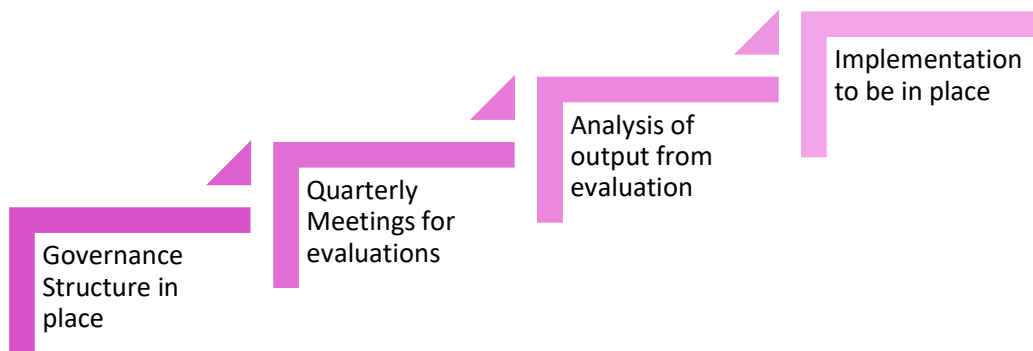 Governance
Structure in
place
Quarterly
Meetings for
evaluations
Analysis of
output from
evaluation
Implementation
to be in place